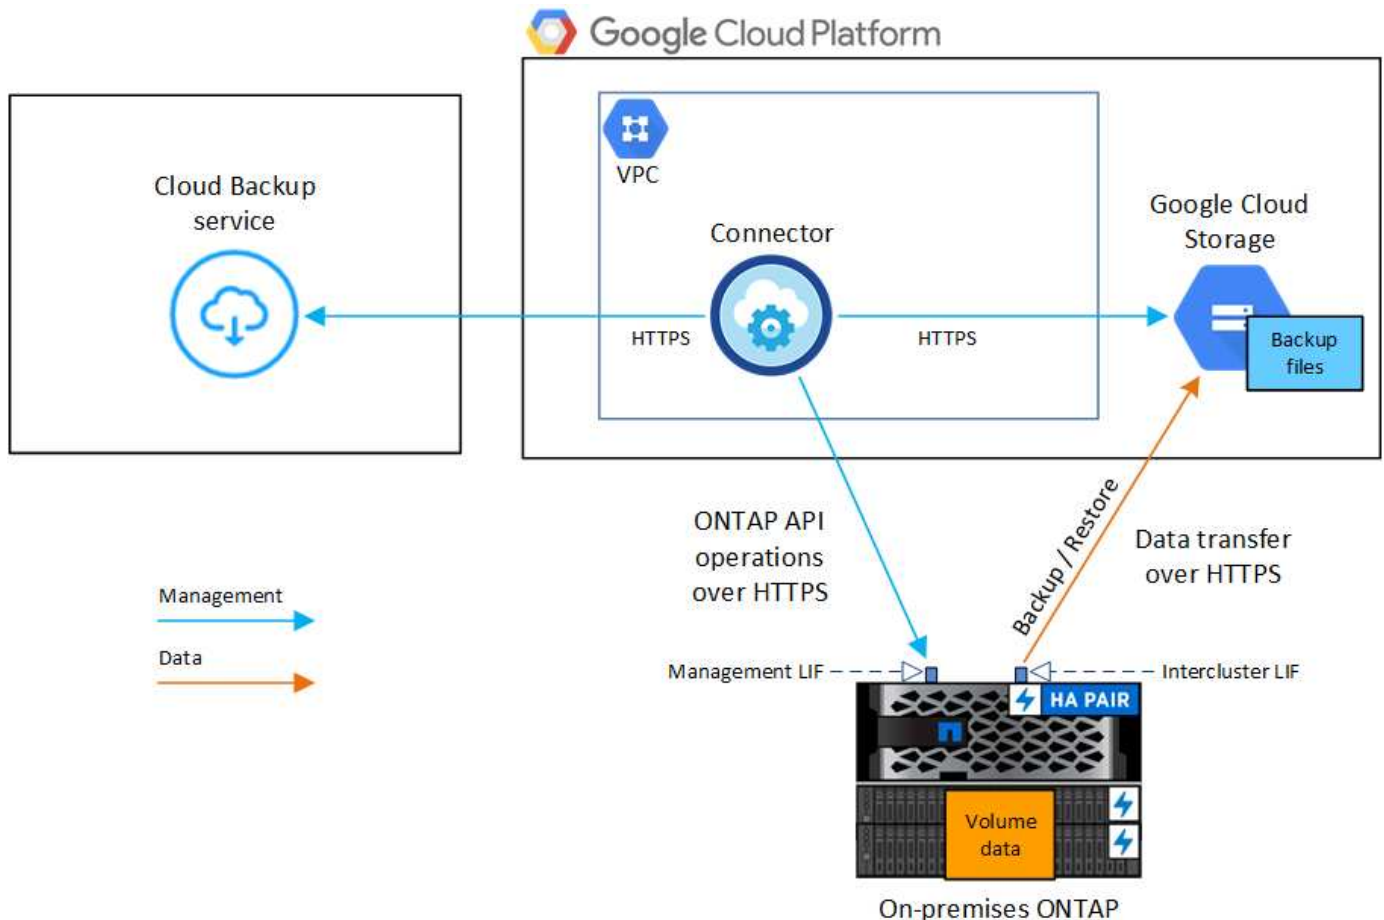 Google Cloud Platform
VPC
Cloud Backup
service
Connector
Google Cloud
Storage
HTTPS
HTTPS
Backup
files
ONTAP API
operations
over HTTPS
Backup / Restore
Data transfer
over HTTPS
Management
Data
Management LIF
Intercluster LIF
HA PAIR
Volume
data
On-premises ONTAP